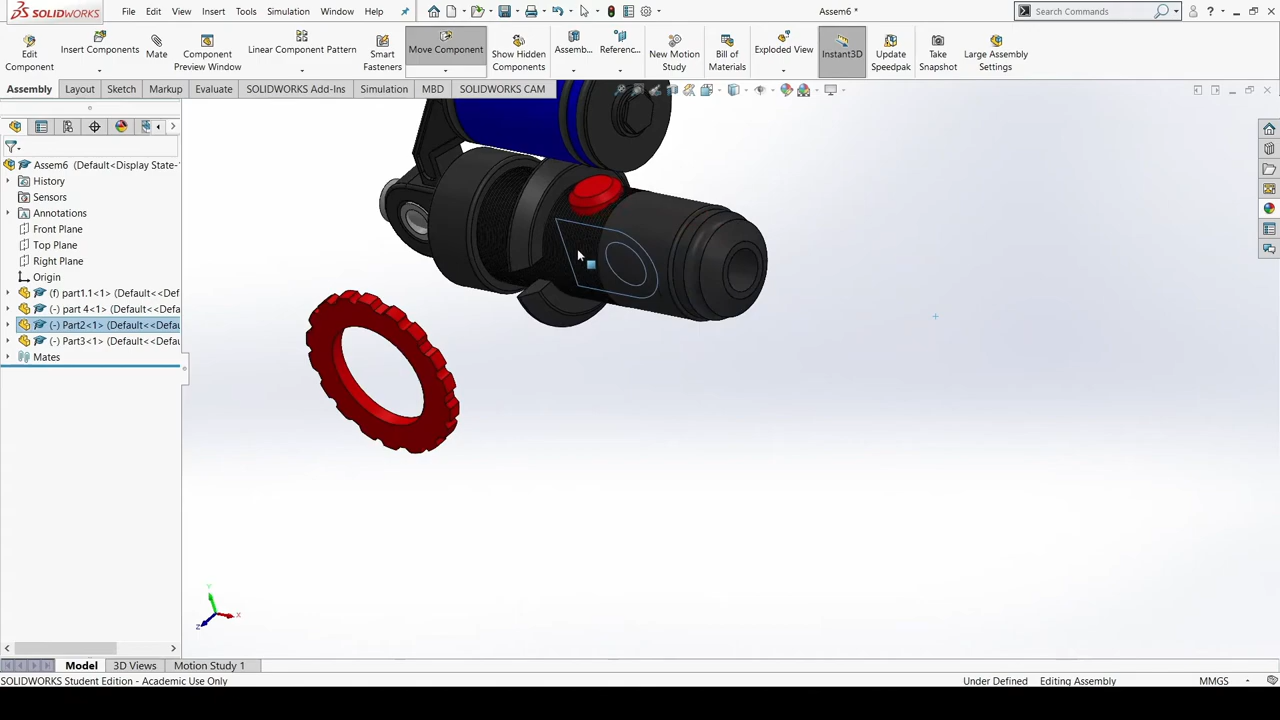 SOLIDWORKS File Edit View Insert Tools Simulation Window Help Assem6 * Search Commands ?
Edit Component Insert Components Mate Component Preview Window Linear Component Pattern Smart Fasteners Move Component Show Hidden Components Assemb... Referenc... New Motion Study Bill of Materials Exploded View Instant3D Update Speedpak Take Snapshot Large Assembly Settings
Assembly Layout Sketch Markup Evaluate SOLIDWORKS Add-Ins Simulation MBD SOLIDWORKS CAM
Assem6 (Default<Display State-
History
Sensors
Annotations
Front Plane
Top Plane
Right Plane
Origin
(f) part1.1<1> (Default<<Def
(-) part 4<1> (Default<<Defau
(-) Part2<1> (Default<<Defau
(-) Part3<1> (Default<<Defau
Mates
Y
X
Z
Model 3D Views Motion Study 1
SOLIDWORKS Student Edition - Academic Use Only Under Defined Editing Assembly MMGS